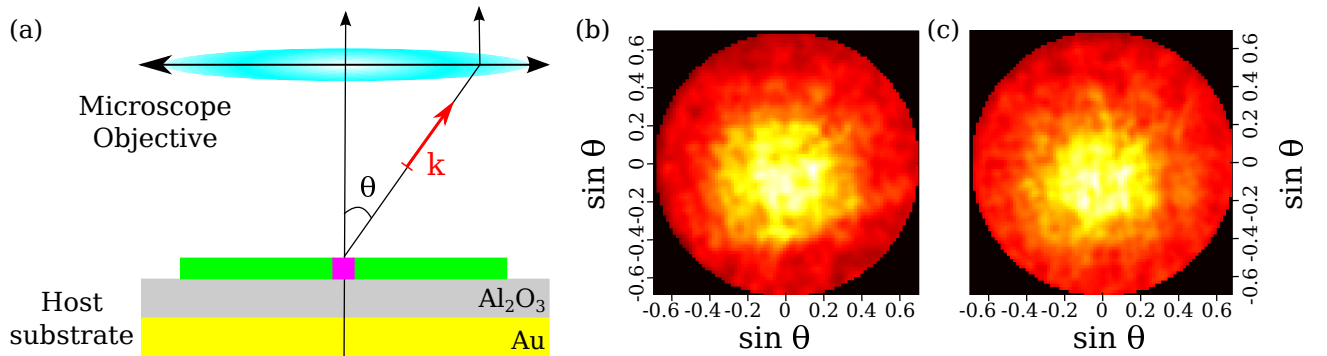 (a)
Microscope
Objective
k
θ
Al₂O₃
Host
substrate
Au
(b)
sin θ
0.6
0.4
0.2
0
-0.2
-0.4
-0.6
-0.6 -0.4 -0.2 0 0.2 0.4 0.6
sin θ
(c)
0.6
0.4
0.2
0
-0.2
-0.4
-0.6
sin θ
-0.6 -0.4 -0.2 0 0.2 0.4 0.6
sin θ